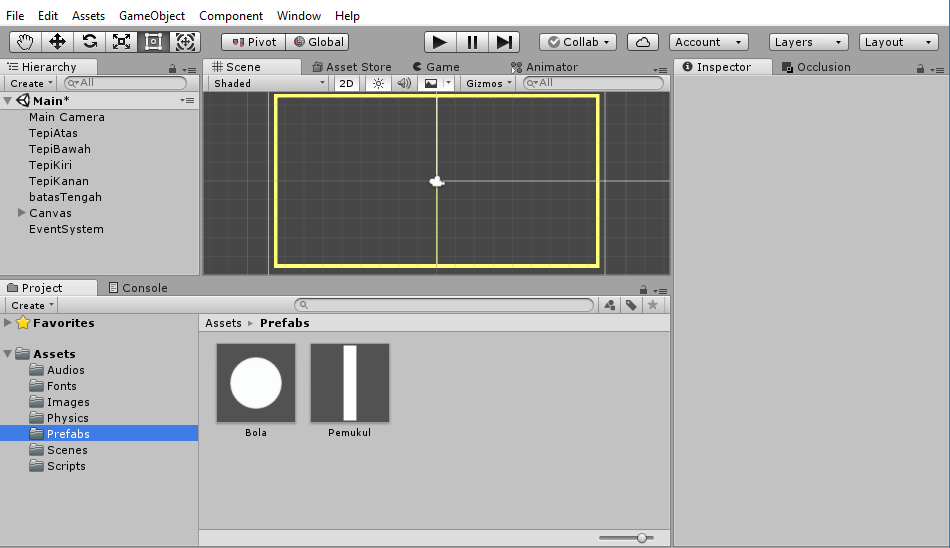 File Edit Assets GameObject Component Window Help
Pivot Global Collab Account Layers Layout
Hierarchy
Create All
Main*
Main Camera
TepiAtas
TepiBawah
TepiKiri
TepiKanan
batasTengah
Canvas
EventSystem
Scene Asset Store Game Animator
Shaded 2D Gizmos All
Inspector Occlusion
Project Console
Create
Favorites
Assets
Audios
Fonts
Images
Physics
Prefabs
Scenes
Scripts
Assets Prefabs
Bola Pemukul